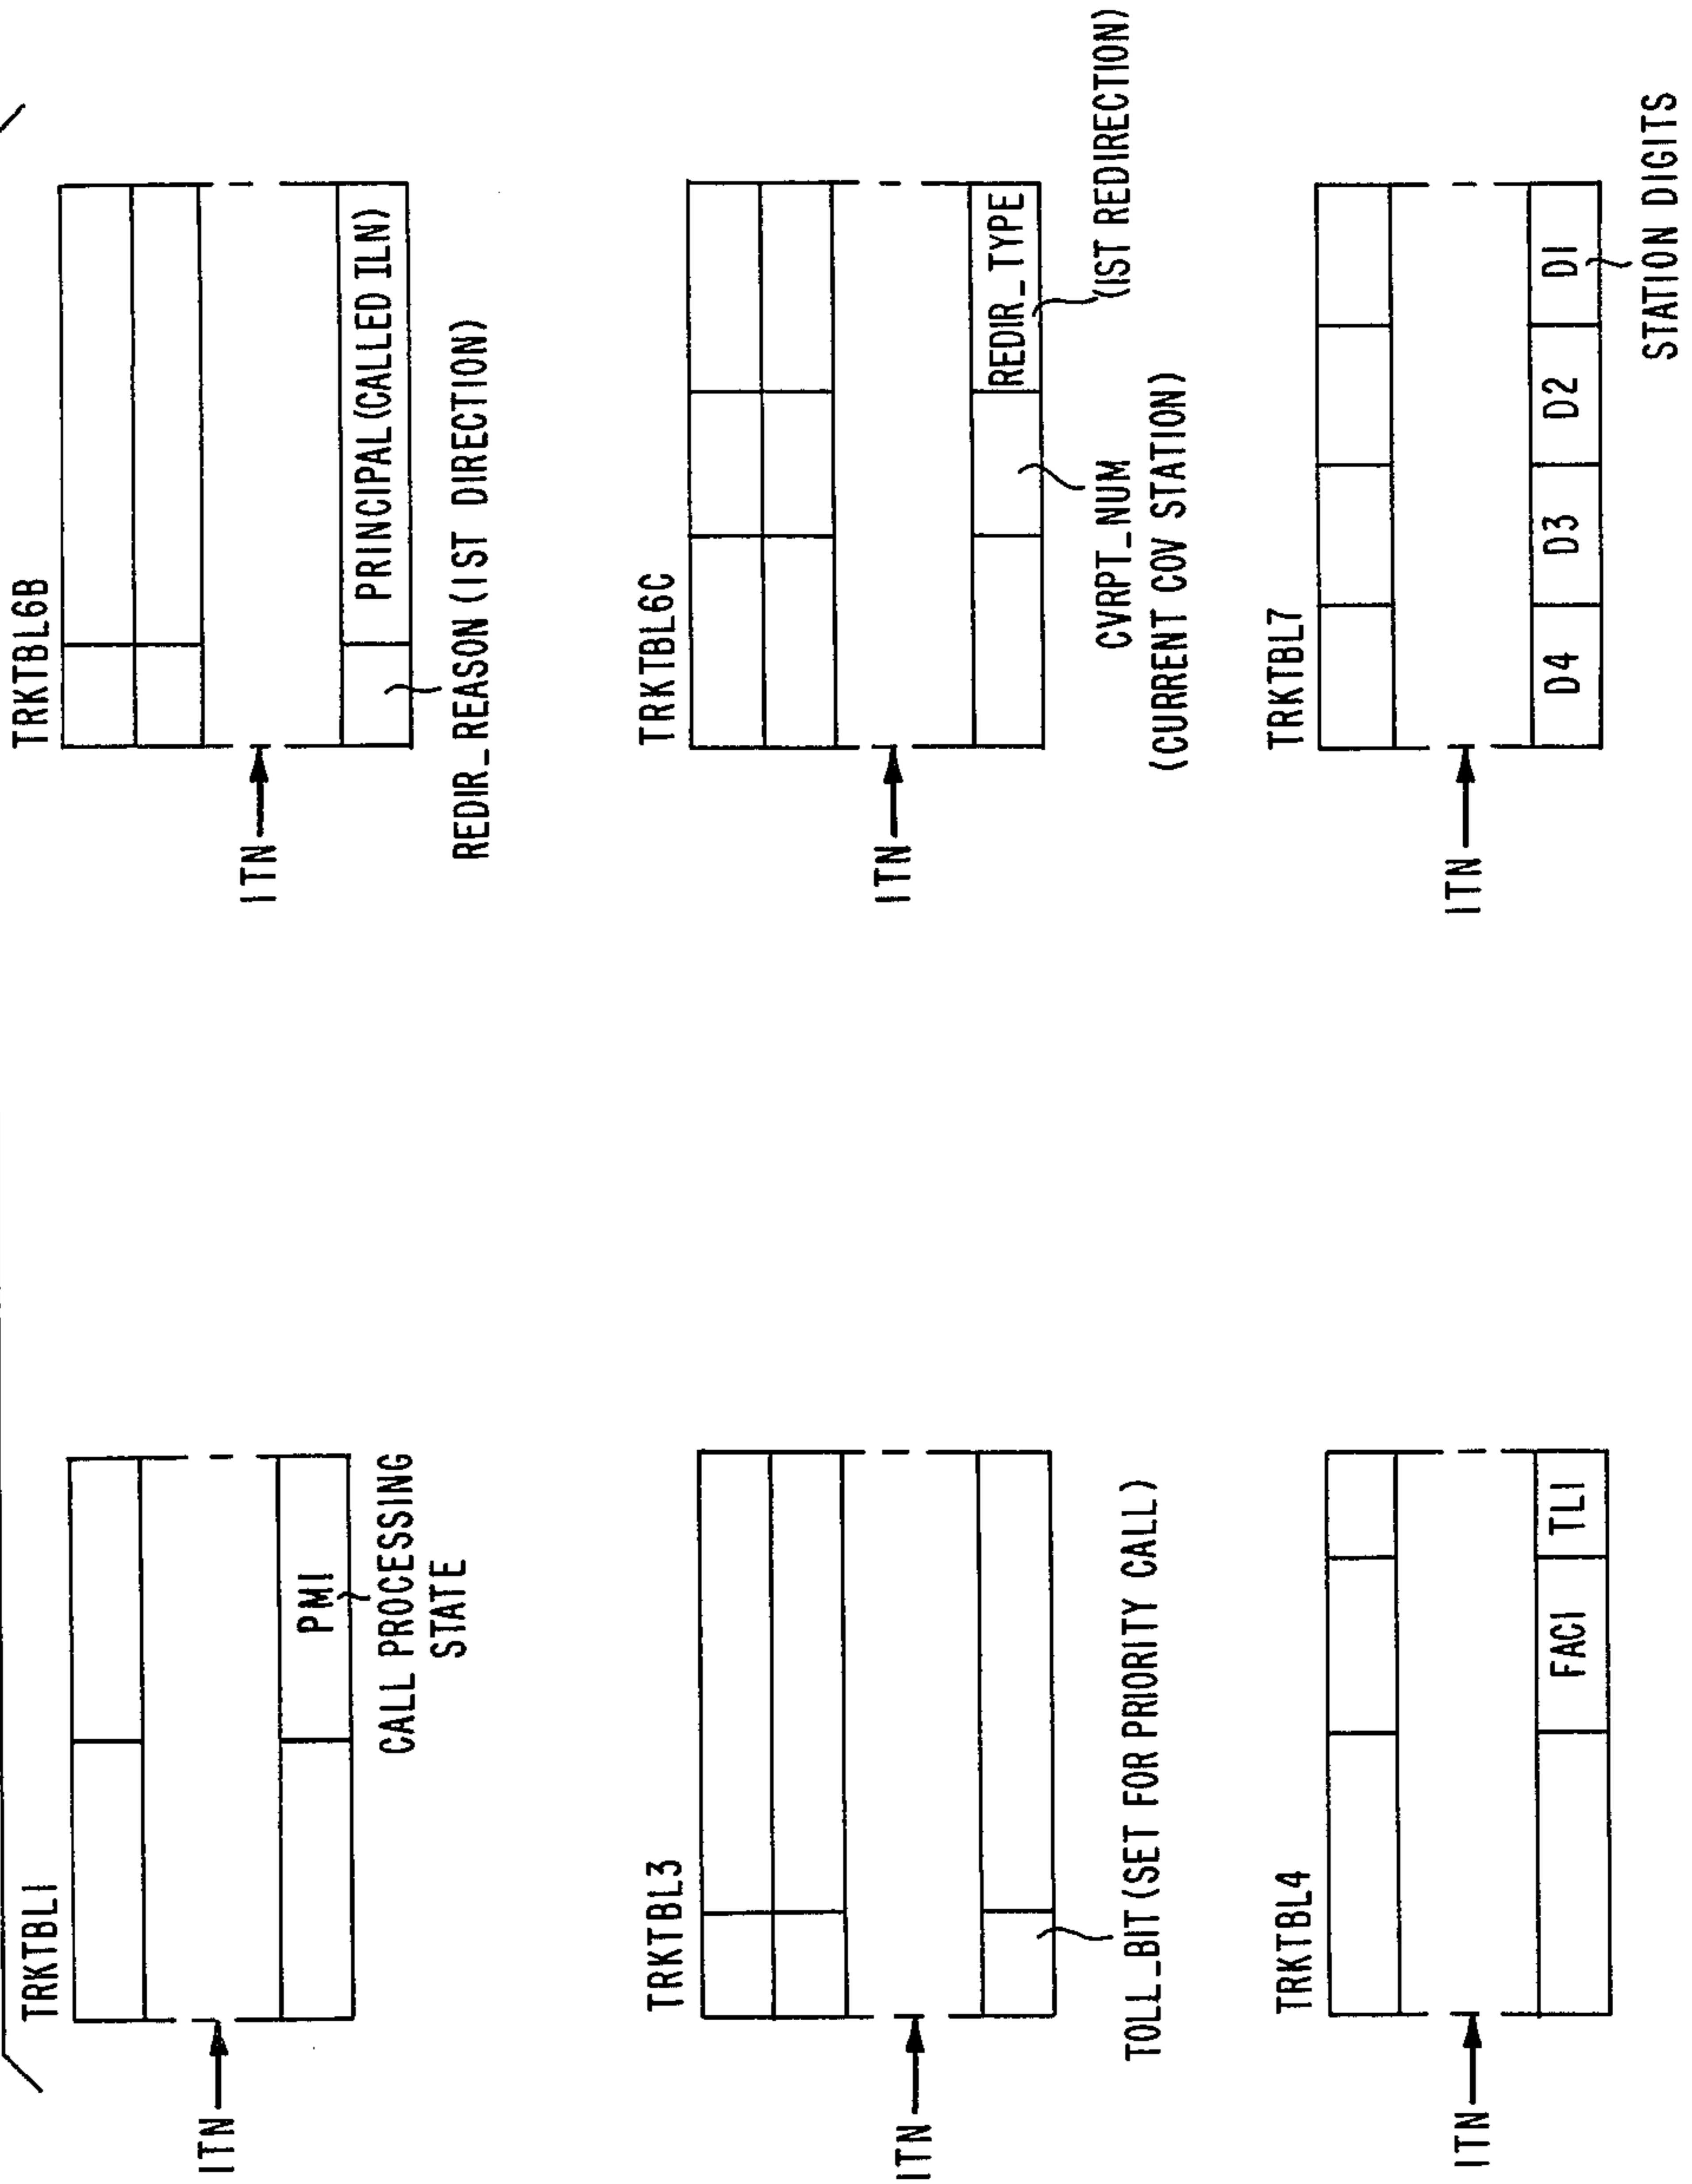 TRKTBL1
ITN
PMI
CALL PROCESSING
STATE
TRKTBL3
ITN
TOLL_BIT (SET FOR PRIORITY CALL)
TRKTBL4
ITN
FAC1 TLI
TRKTBL6B
ITN
PRINCIPAL (CALLED ILN)
REDIR_REASON (1ST DIRECTION)
TRKTBL6C
ITN
REDIR_TYPE
(1ST REDIRECTION)
CVRPT_NUM
(CURRENT COV STATION)
TRKTBL7
ITN
D4 D3 D2 D1
STATION DIGITS